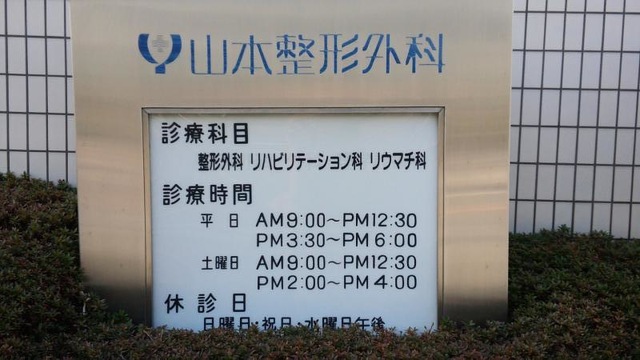 山本整形外科
診療科目
整形外科 リハビリテーション科 リウマチ科
診療時間
平日 AM9:00~PM12:30
PM3:30~PM6:00
土曜日 AM9:00~PM12:30
PM2:00~PM4:00
休診日
日曜日・祝日・水曜日午後